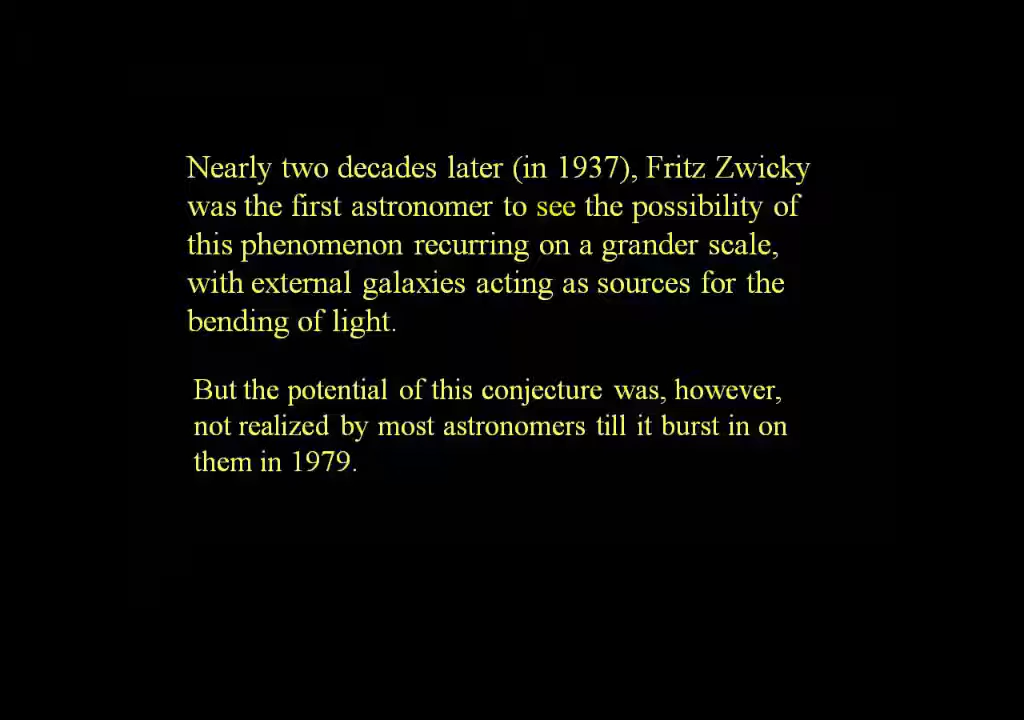 Nearly two decades later (in 1937), Fritz Zwicky
was the first astronomer to see the possibility of
this phenomenon recurring on a grander scale,
with external galaxies acting as sources for the
bending of light.
But the potential of this conjecture was, however,
not realized by most astronomers till it burst in on
them in 1979.